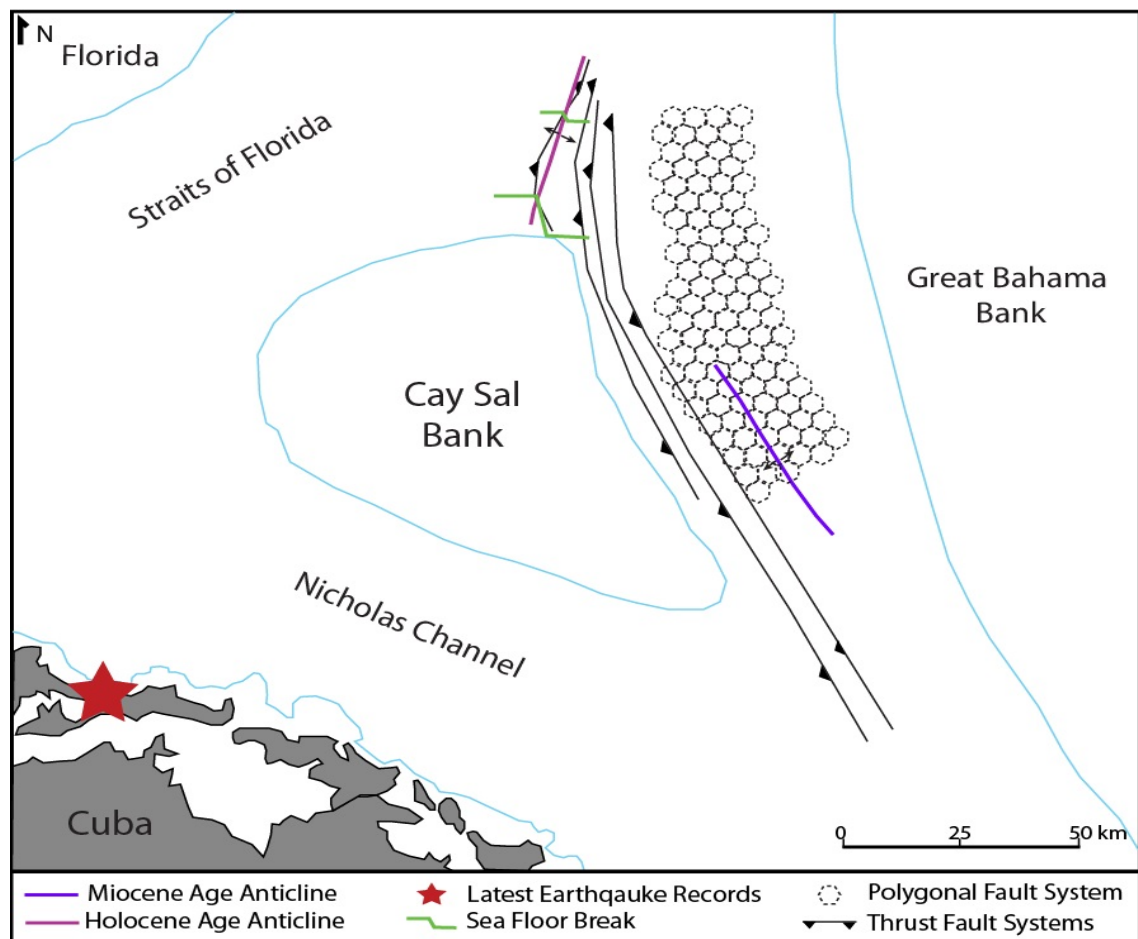 N
Florida
Straits of Florida
Great Bahama
Bank
Cay Sal
Bank
Nicholas Channel
Cuba
0 25 50 km
Miocene Age Anticline
Latest Earthqauke Records
Polygonal Fault System
Holocene Age Anticline
Sea Floor Break
Thrust Fault Systems